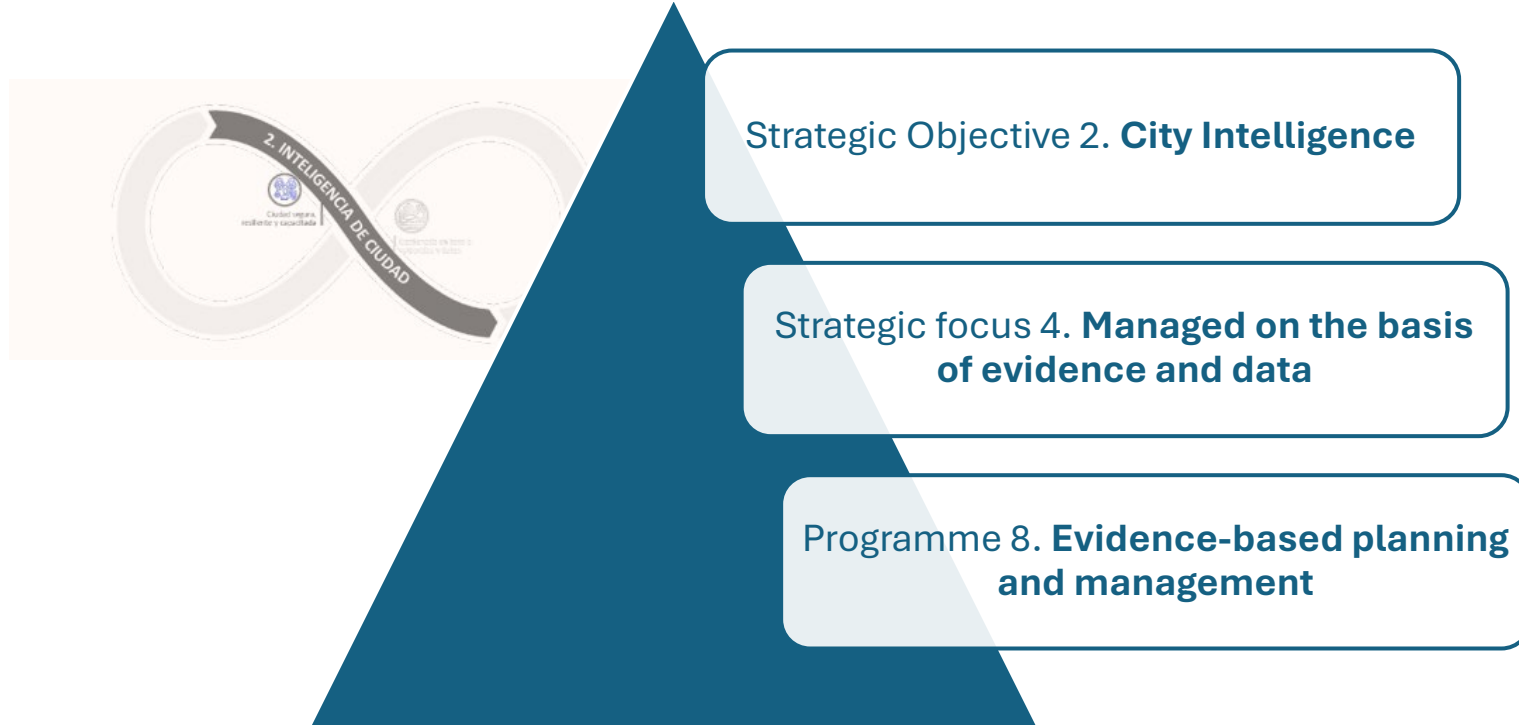 2. INTELIGENCIA DE CIUDAD
Ciudad segura,
resiliente y capacitada
Strategic Objective 2. City Intelligence
Strategic focus 4. Managed on the basis
of evidence and data
Programme 8. Evidence-based planning
and management